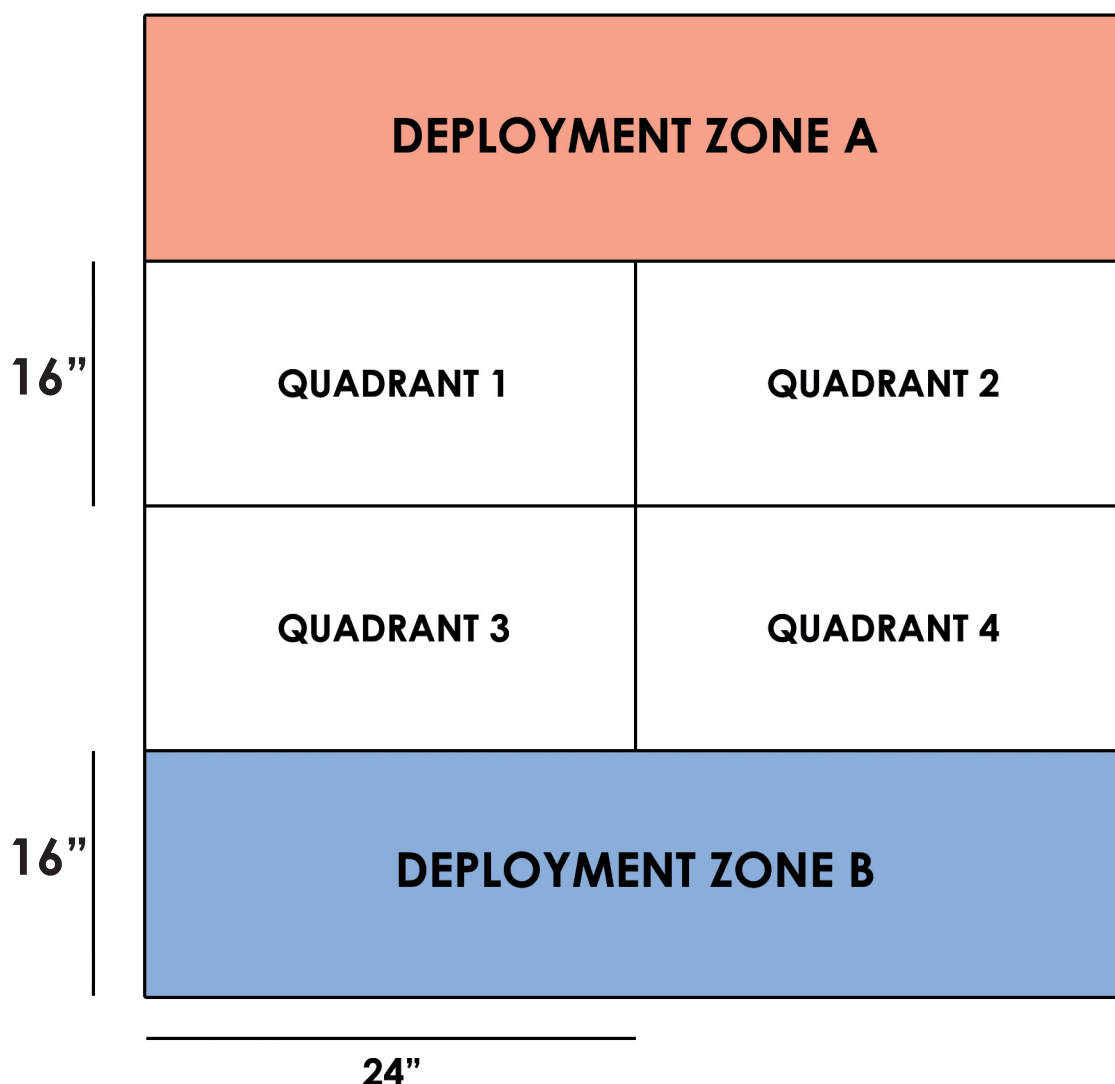 DEPLOYMENT ZONE A
16”
QUADRANT 1
QUADRANT 2
QUADRANT 3
QUADRANT 4
16”
DEPLOYMENT ZONE B
24”